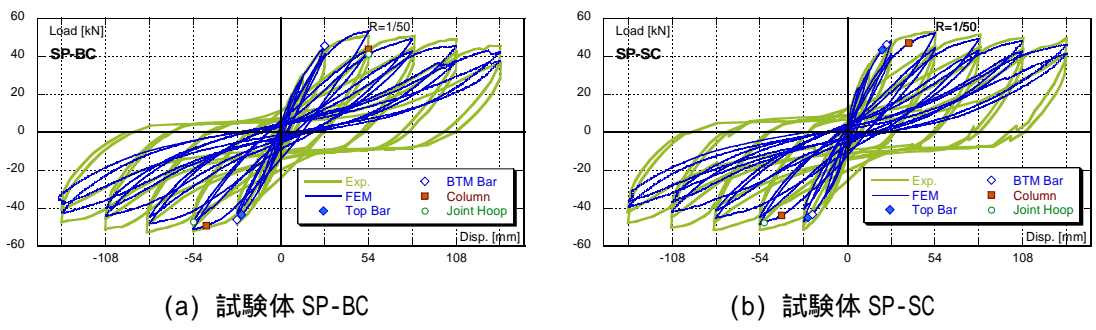 60
Load [kN]
R=1/50
40
SP-BC
20
0
-20
Exp.
BTM Bar
-40
FEM
Column
Top Bar
Joint Hoop
-60
Disp. [mm]
-108
-54
0
54
108
(a) 試験体 SP-BC
60
Load [kN]
R=1/50
40
SP-SC
20
0
-20
Exp.
BTM Bar
-40
FEM
Column
Top Bar
Joint Hoop
-60
Disp. [mm]
-108
-54
0
54
108
(b) 試験体 SP-SC